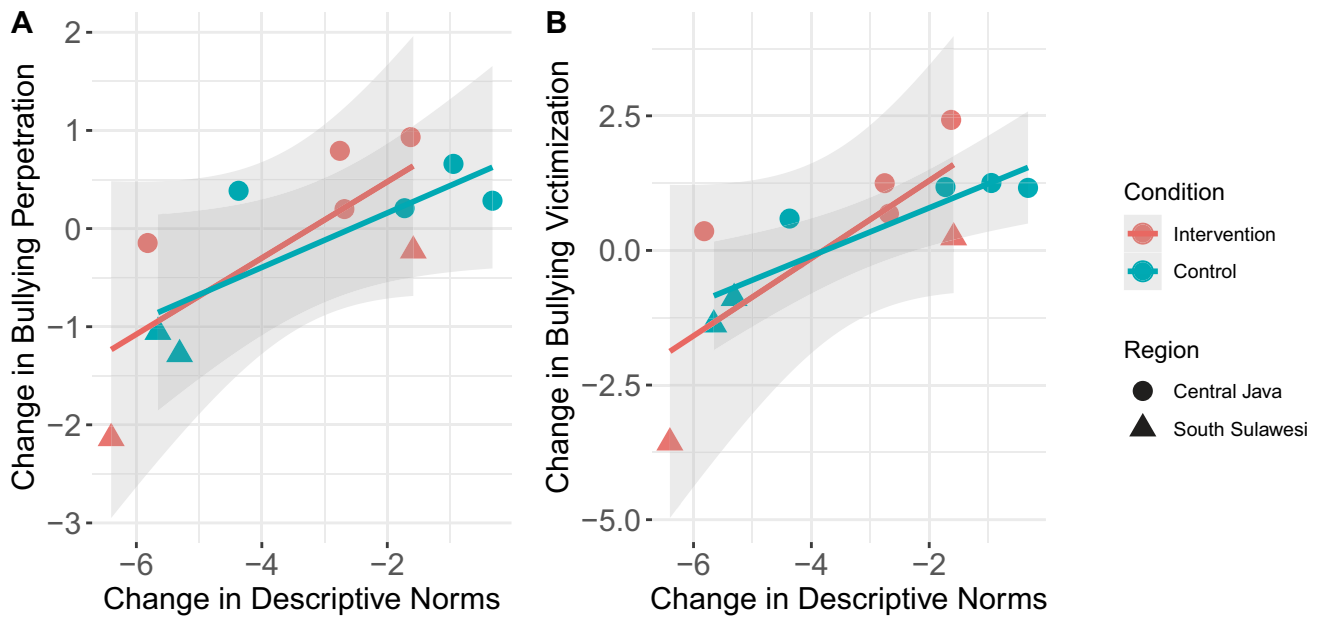 A
Change in Bullying Perpetration
2
1
0
−1
−2
−3
−6
−4
−2
Change in Descriptive Norms
B
Change in Bullying Victimization
2.5
0.0
−2.5
−5.0
−6
−4
−2
Change in Descriptive Norms
Condition
Intervention
Control
Region
Central Java
South Sulawesi